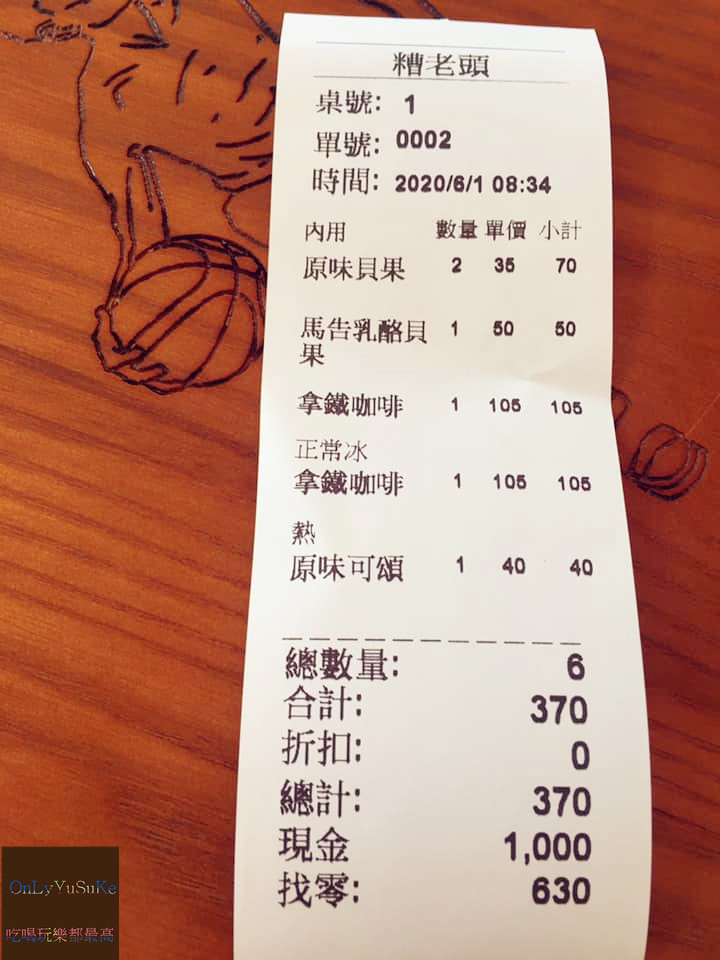 糟老頭
桌號: 1
單號: 0002
時間: 2020/6/1 08:34
內用 數量 單價 小計
原味貝果 2 35 70
馬告乳酪貝 1 50 50
果
拿鐵咖啡 1 105 105
正常冰
拿鐵咖啡 1 105 105
熱
原味可頌 1 40 40
總數量: 6
合計: 370
折扣: 0
總計: 370
現金 1,000
找零: 630
OnLyYuSuKe
吃喝玩樂都最高